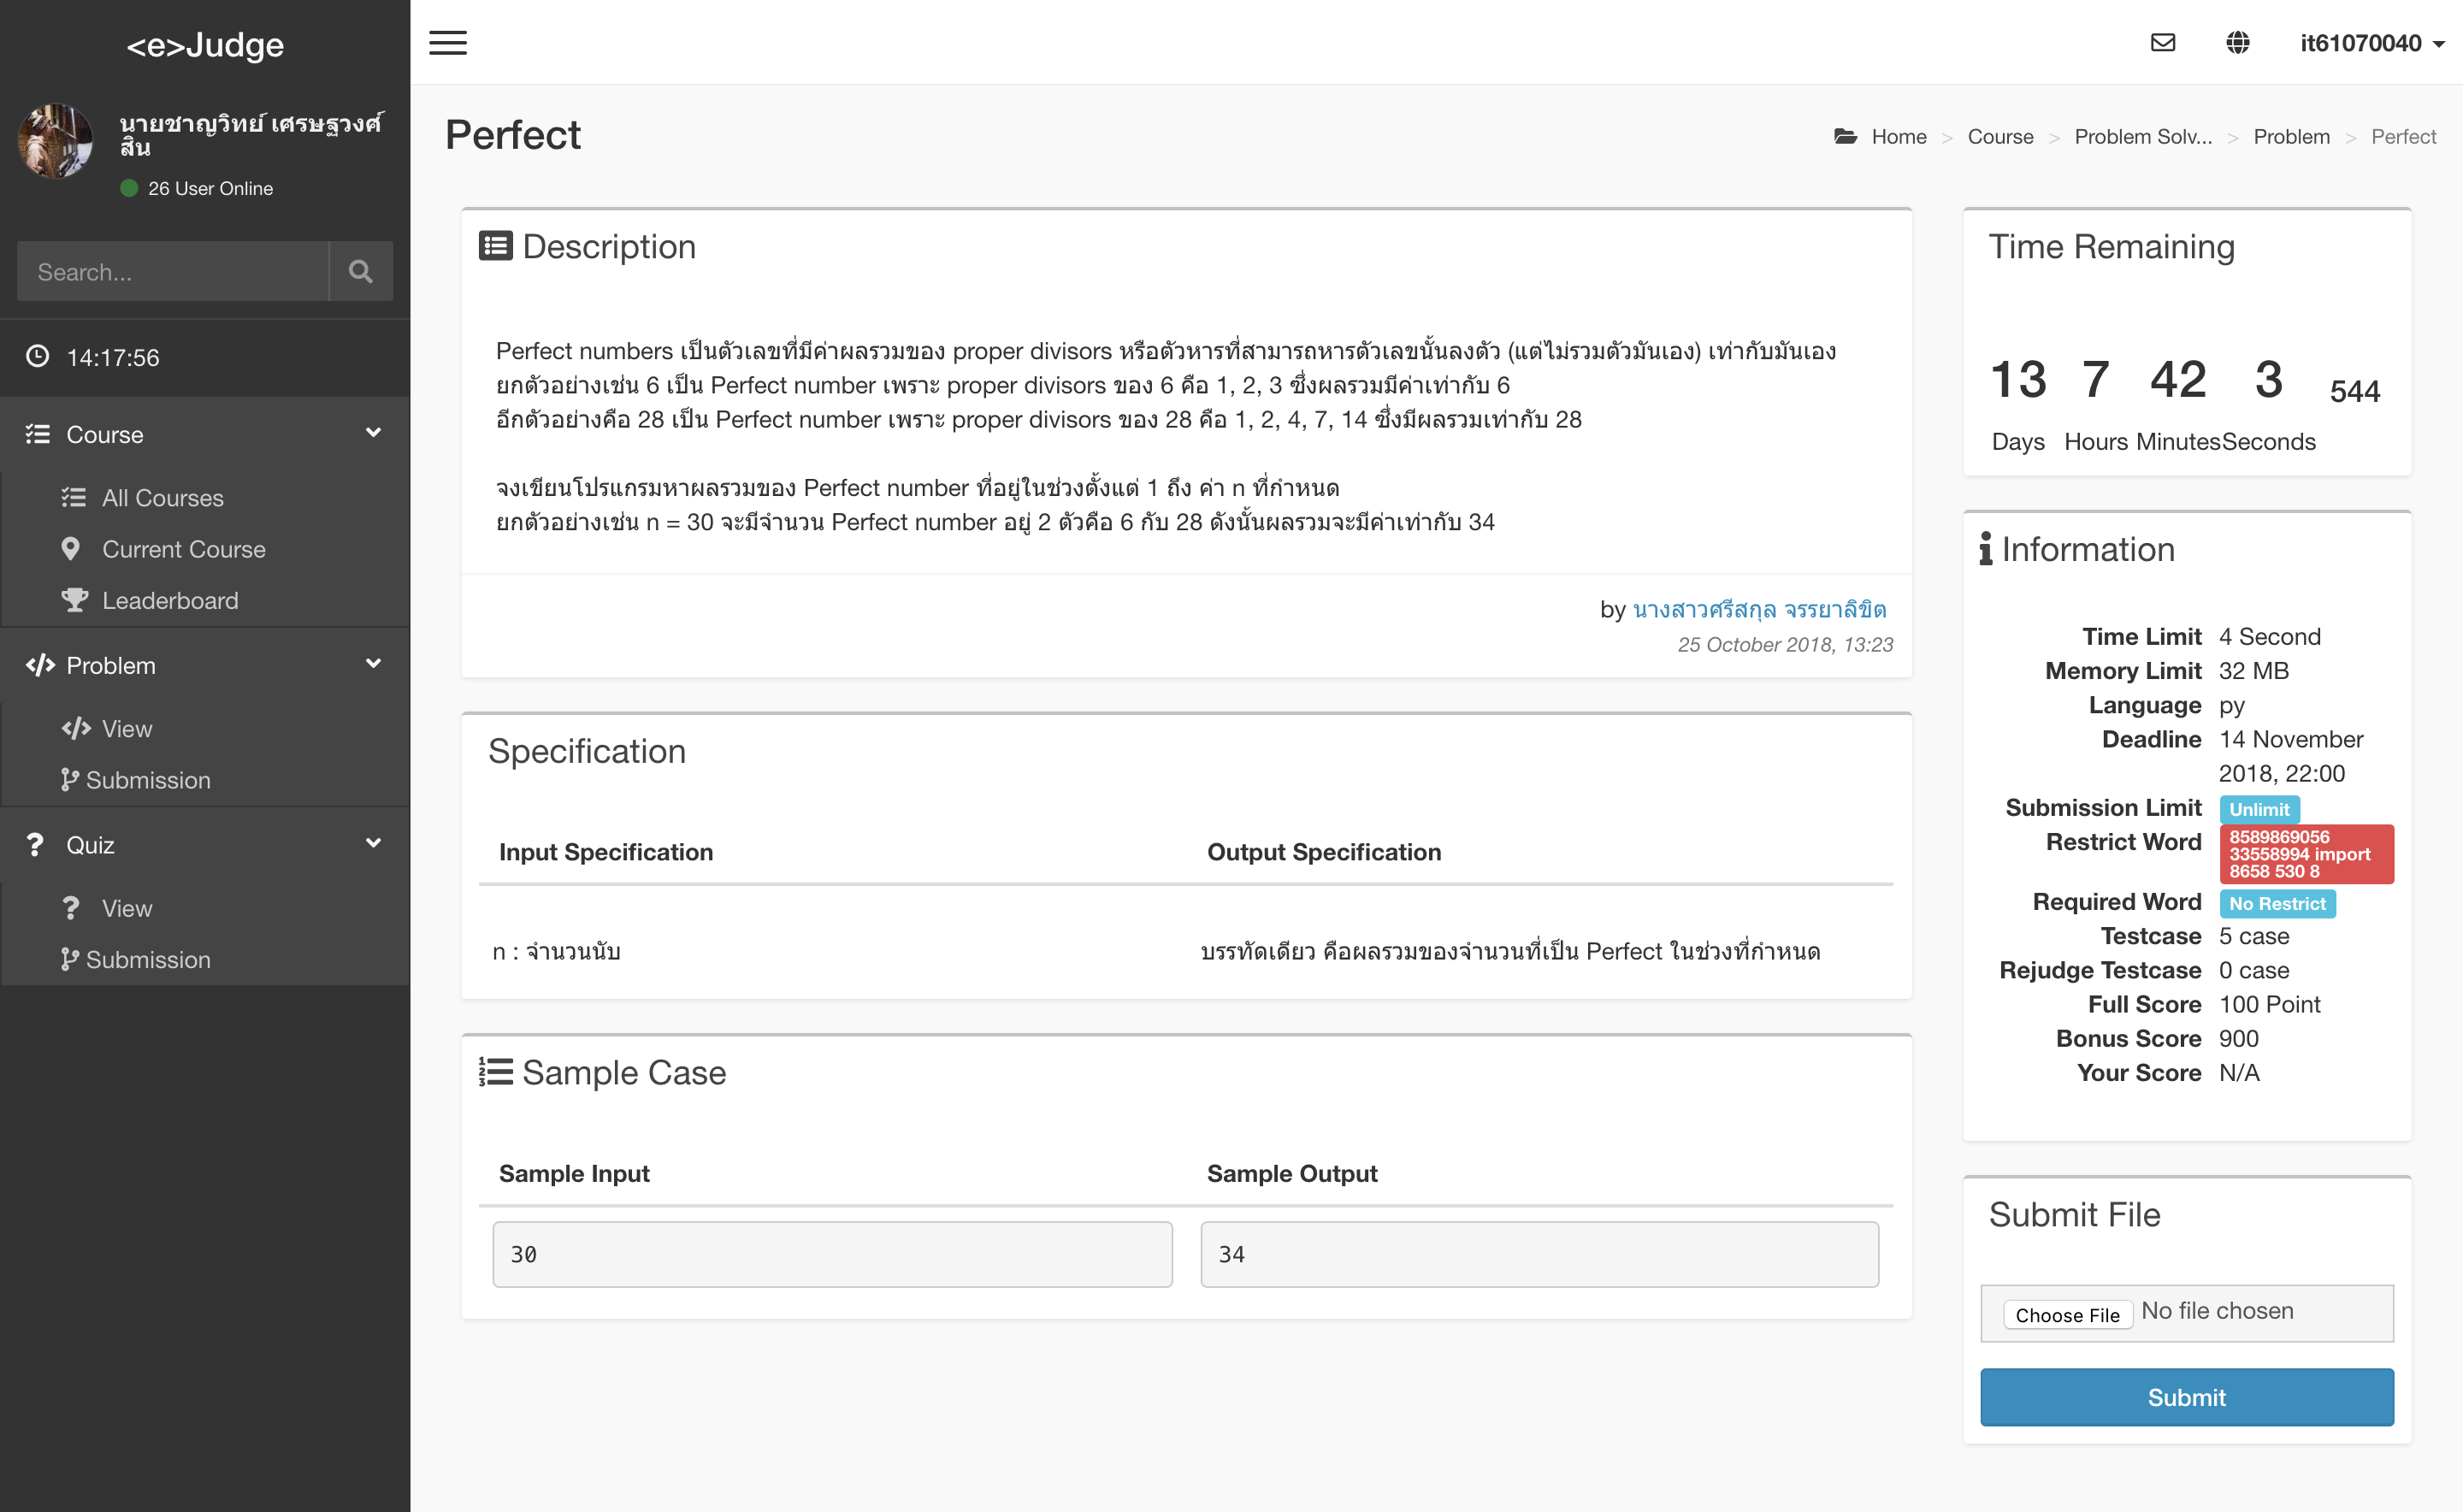 <e>Judge
นายชาญวิทย์ เศรษฐวงศ์
สิน
26 User Online
Search...
14:17:56
Course
All Courses
Current Course
Leaderboard
Problem
View
Submission
Quiz
View
Submission
it61070040
Perfect
Home > Course > Problem Solv... > Problem > Perfect
Description
Perfect numbers เป็นตัวเลขที่มีค่าผลรวมของ proper divisors หรือตัวหารที่สามารถหารตัวเลขนั้นลงตัว (แต่ไม่รวมตัวมันเอง) เท่ากับมันเอง
ยกตัวอย่างเช่น 6 เป็น Perfect number เพราะ proper divisors ของ 6 คือ 1, 2, 3 ซึ่งผลรวมมีค่าเท่ากับ 6
อีกตัวอย่างคือ 28 เป็น Perfect number เพราะ proper divisors ของ 28 คือ 1, 2, 4, 7, 14 ซึ่งมีผลรวมเท่ากับ 28
จงเขียนโปรแกรมหาผลรวมของ Perfect number ที่อยู่ในช่วงตั้งแต่ 1 ถึง ค่า n ที่กำหนด
ยกตัวอย่างเช่น n = 30 จะมีจำนวน Perfect number อยู่ 2 ตัวคือ 6 กับ 28 ดังนั้นผลรวมจะมีค่าเท่ากับ 34
by นางสาวศรีสกุล จรรยาลิขิต
25 October 2018, 13:23
Specification
Input Specification Output Specification
n : จำนวนนับ บรรทัดเดียว คือผลรวมของจำนวนที่เป็น Perfect ในช่วงที่กำหนด
Sample Case
Sample Input Sample Output
30 34
Time Remaining
13 7 42 3 544
Days Hours Minutes Seconds
Information
Time Limit 4 Second
Memory Limit 32 MB
Language py
Deadline 14 November
2018, 22:00
Submission Limit Unlimit
Restrict Word 8589869056
33558994 import
8658 530 8
Required Word No Restrict
Testcase 5 case
Rejudge Testcase 0 case
Full Score 100 Point
Bonus Score 900
Your Score N/A
Submit File
Choose File No file chosen
Submit